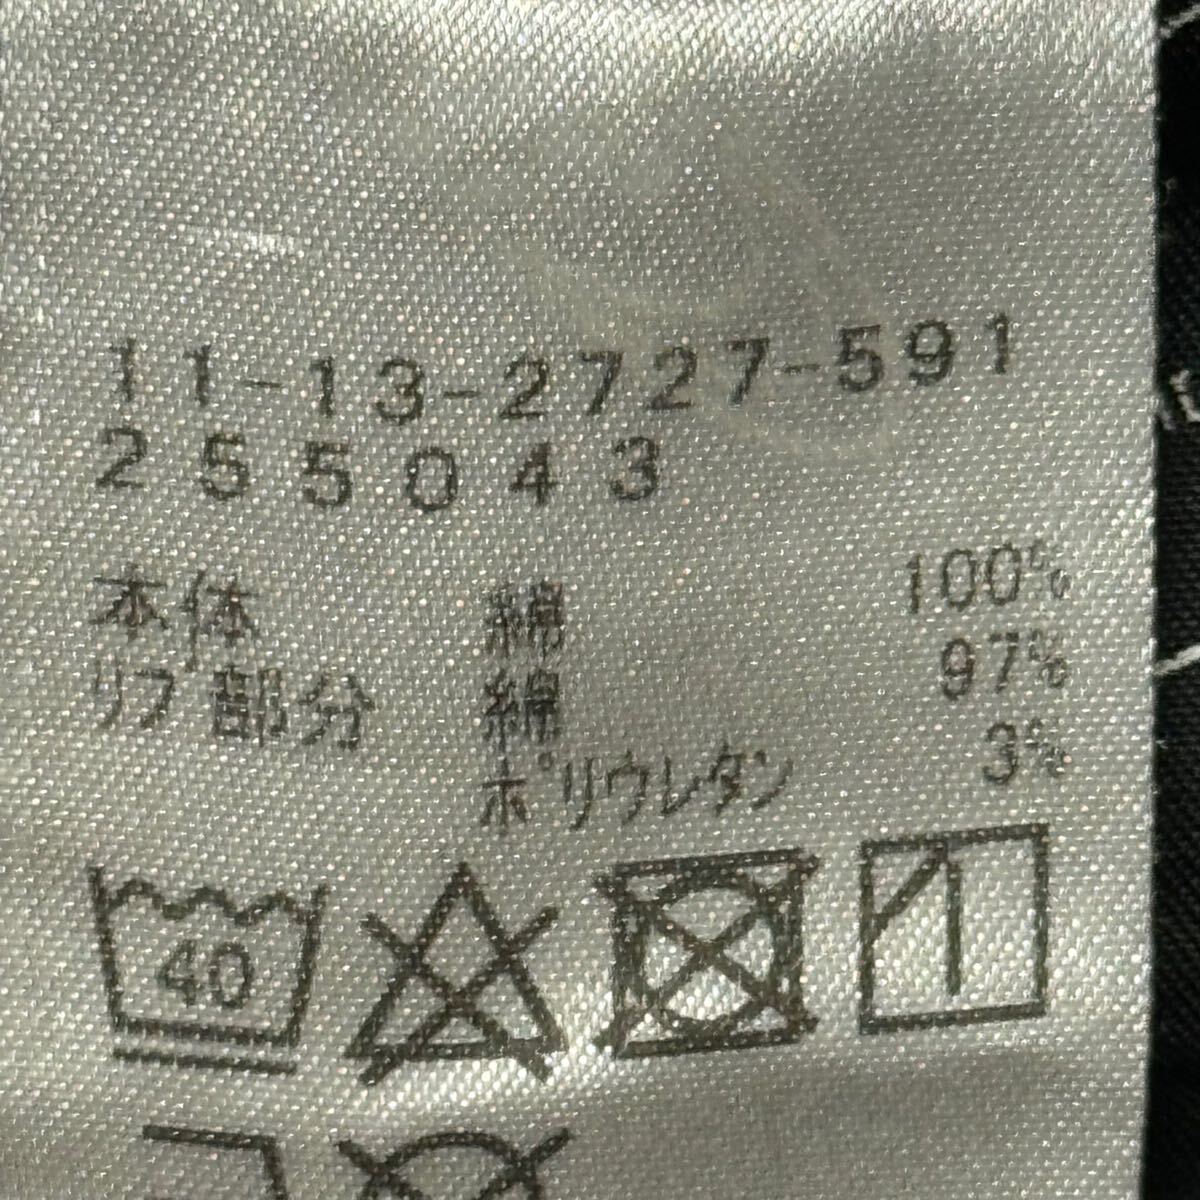 11-13-2727-591
255043
本体 綿 100%
リブ部分 綿 97%
ポリウレタン 3%
40